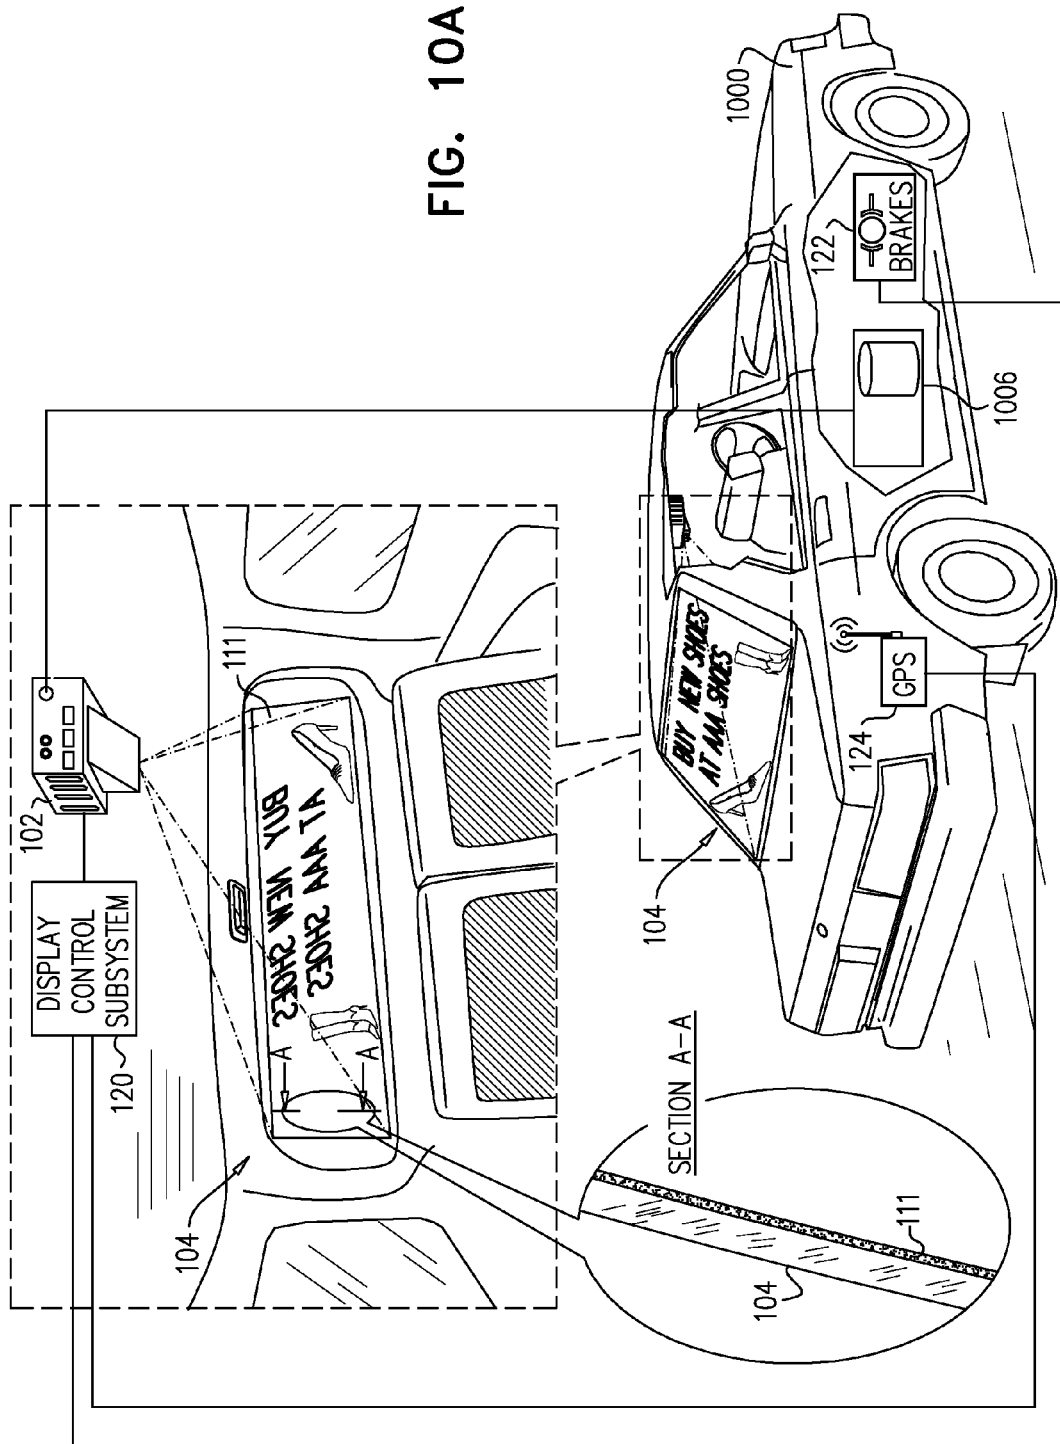 FIG. 10A
DISPLAY
CONTROL
SUBSYSTEM
120
102
111
104
BUY NEW SHOES
AT AAA SHOES
A
A
SECTION A-A
104
111
104
BUY NEW SHOES
AT AAA SHOES
GPS
124
1006
122
BRAKES
1000